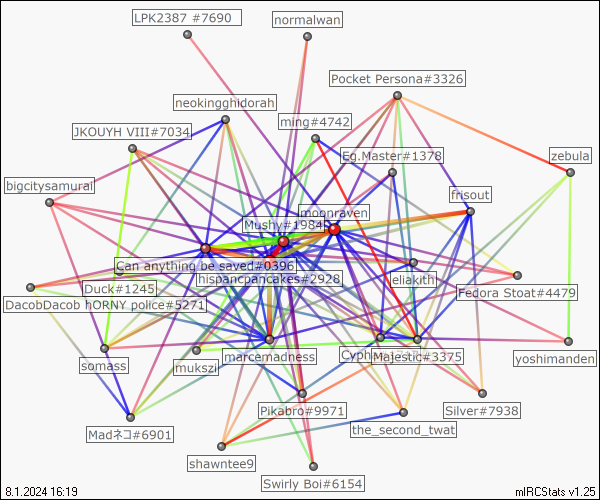 LPK2387 #7690
normalwan
Pocket Persona#3326
neokingghidorah
ming#4742
JKOUYH VIII#7034
Eg.Master#1378
zebula
bigcitysamurai
frisout
moonraven
Mushy#1984
Can anything be saved#0396
hispancpancakes#2928
eliakith
Duck#1245
Fedora Stoat#4479
DacobDacob hORNY police#5271
somass
mukszi
marcemadness
Majestic#3375
yoshimanden
Pikabro#9971
Silver#7938
Madネコ#6901
the_second_twat
shawntee9
Swirly Boi#6154
8.1.2024 16:19
mIRCStats v1.25